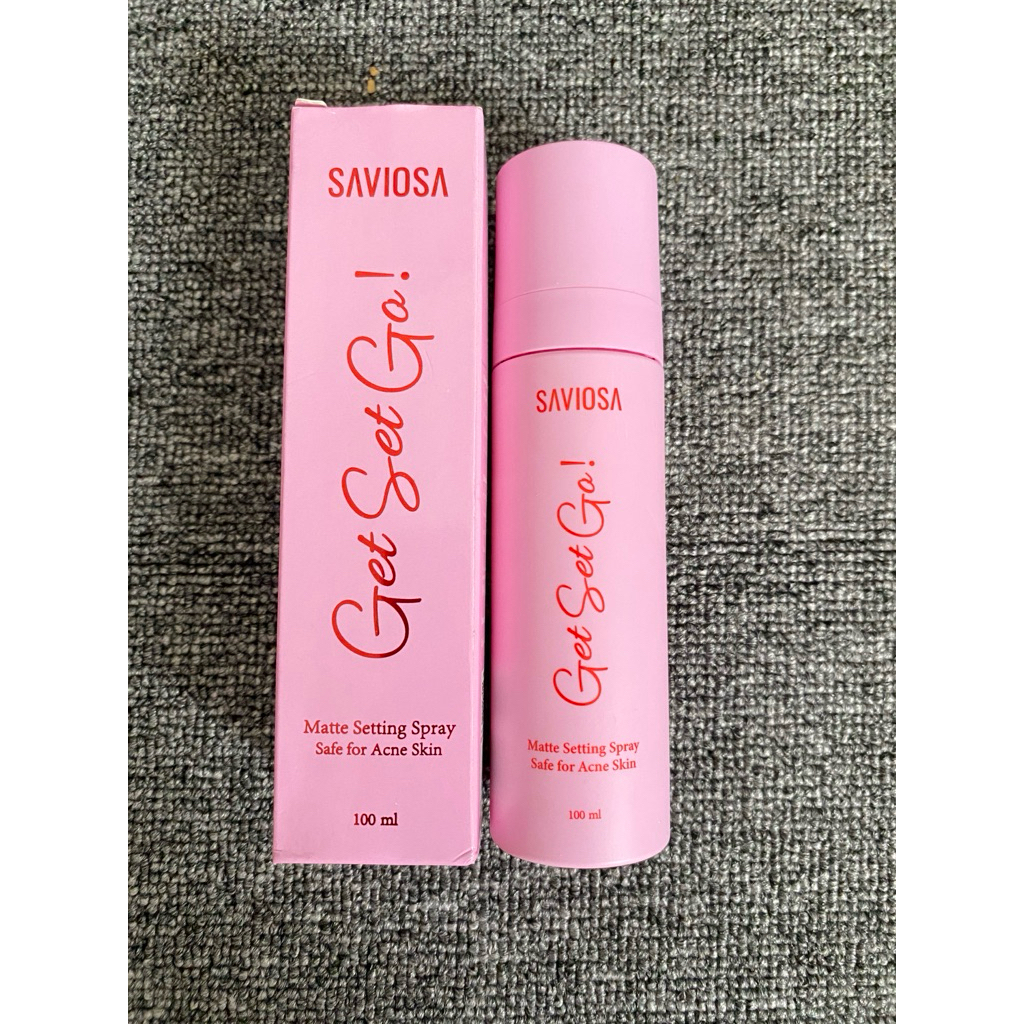 SAVIOSA
Get Set Go!
Matte Setting Spray
Safe for Acne Skin
100 ml
SAVIOSA
Get Set Go!
Matte Setting Spray
Safe for Acne Skin
100 ml